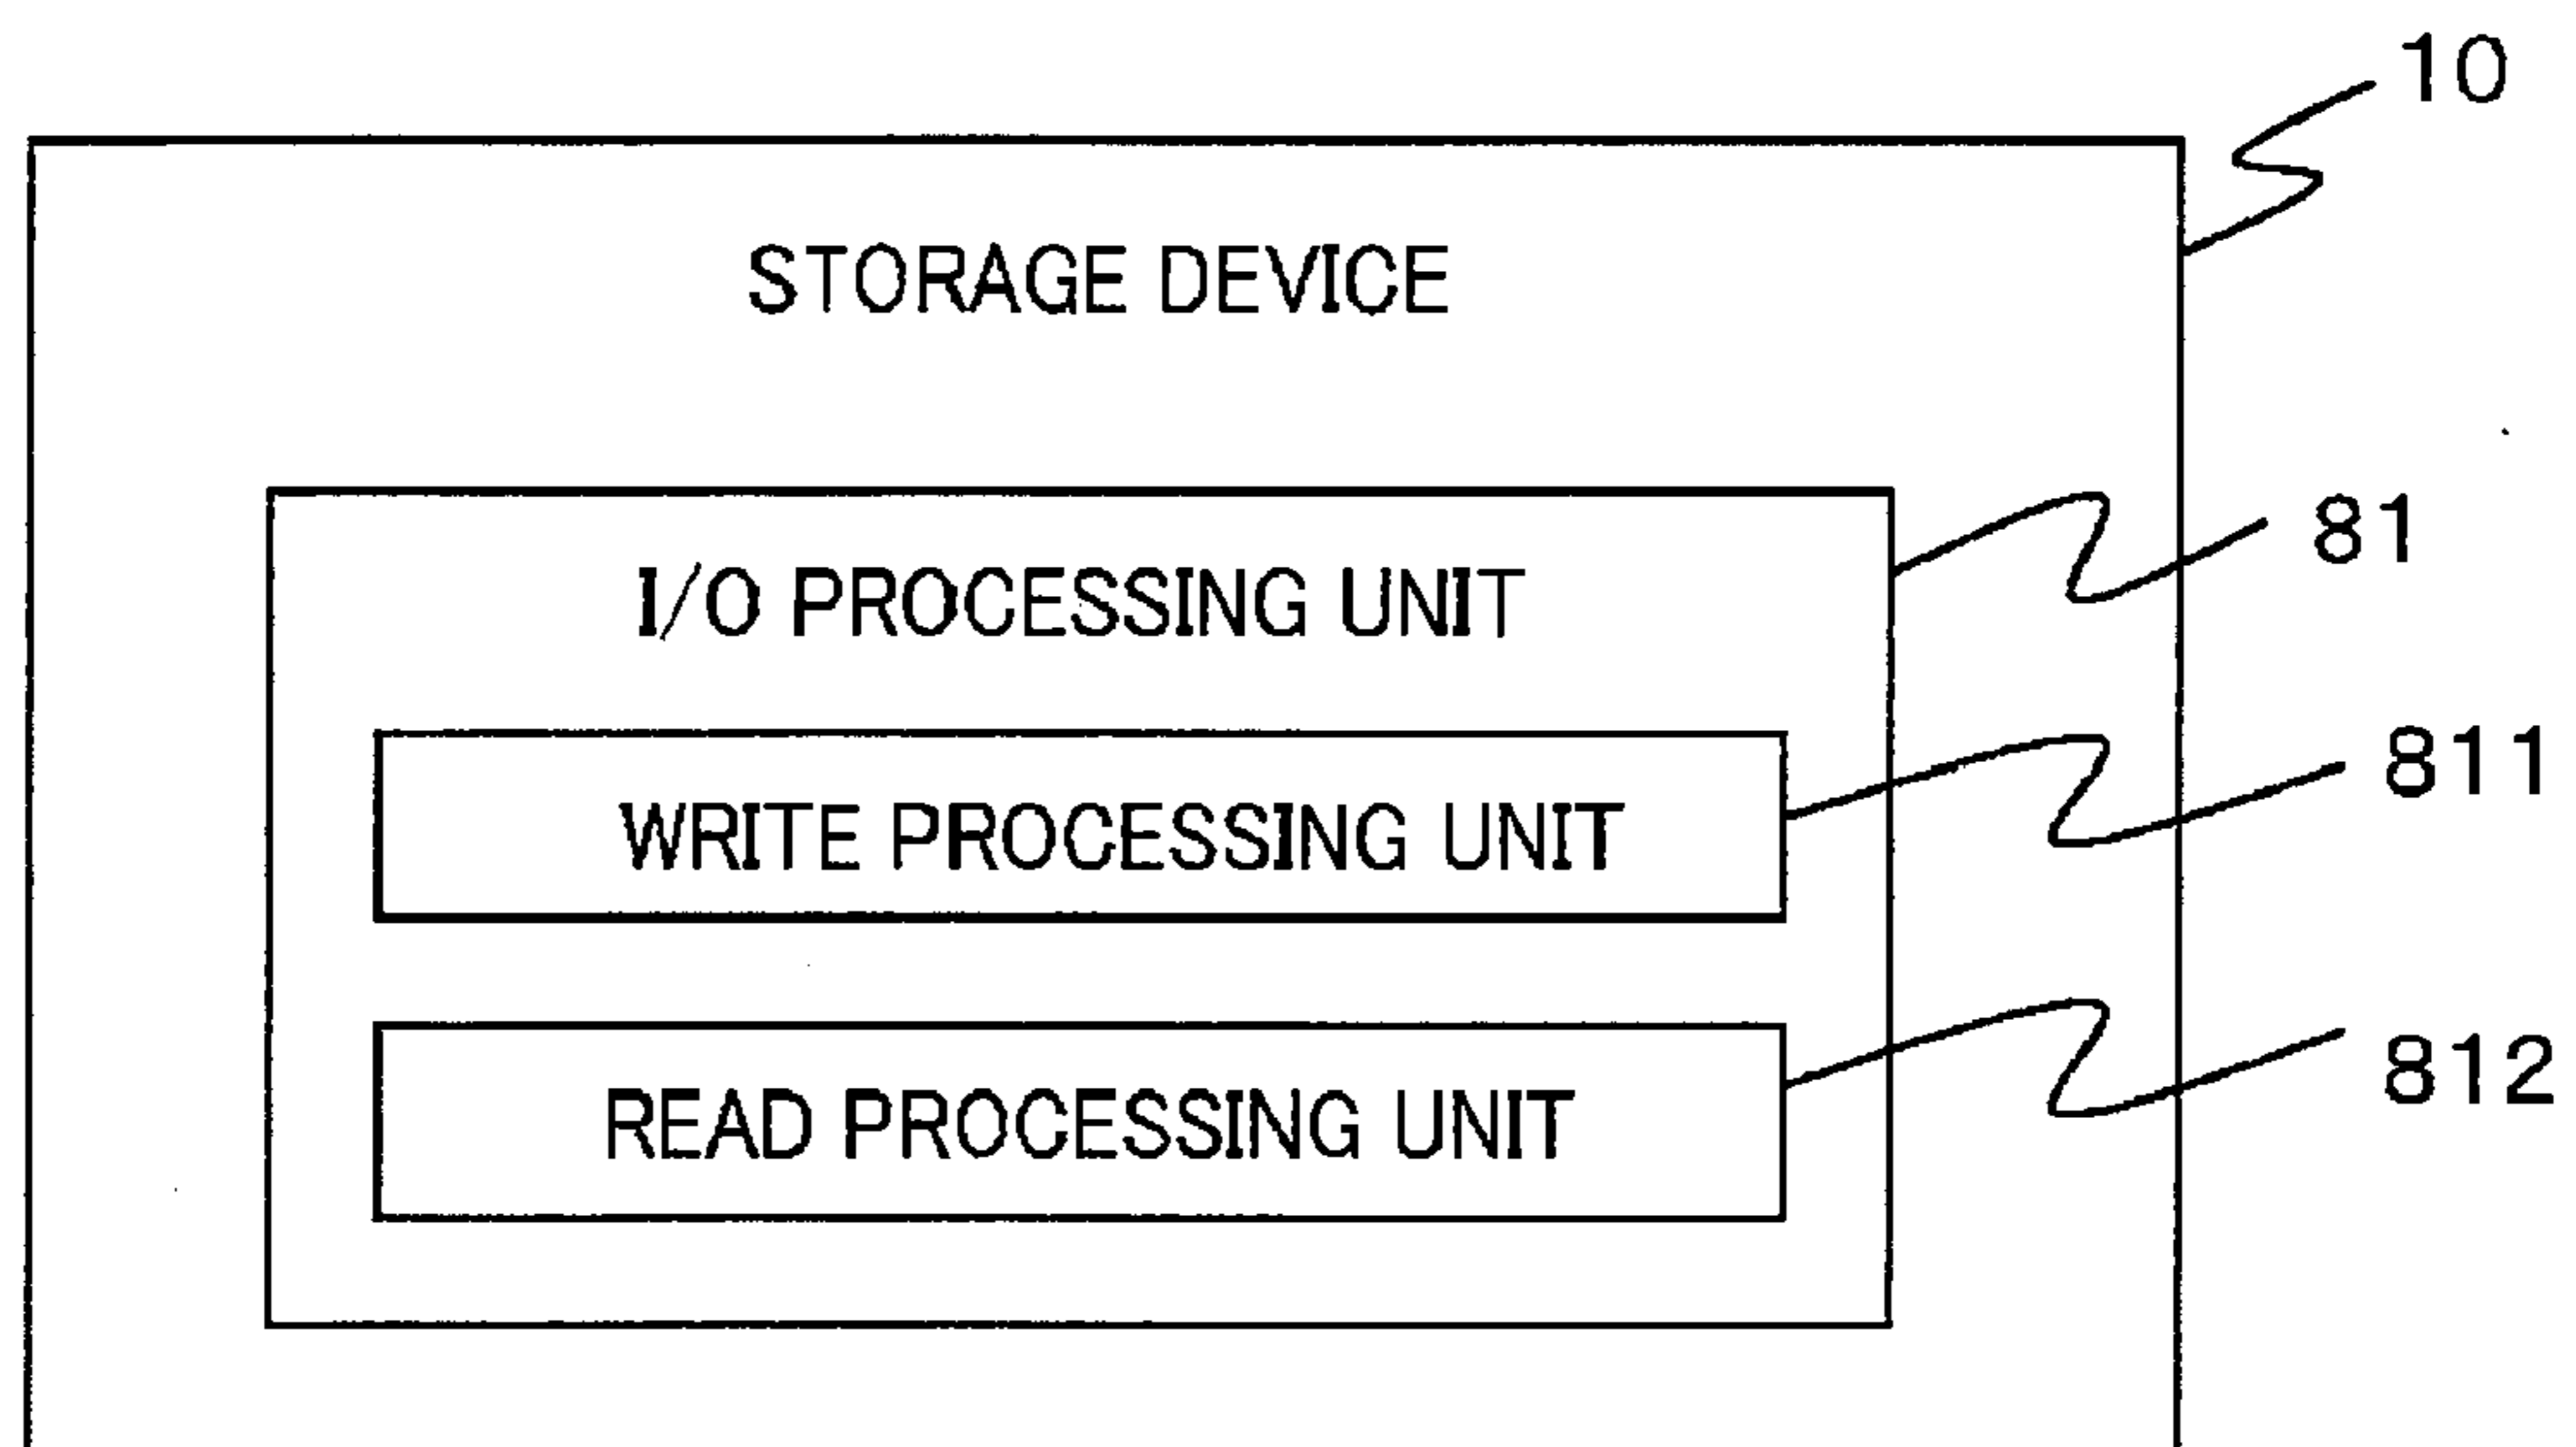 10
STORAGE DEVICE
81
I/O PROCESSING UNIT
811
WRITE PROCESSING UNIT
812
READ PROCESSING UNIT